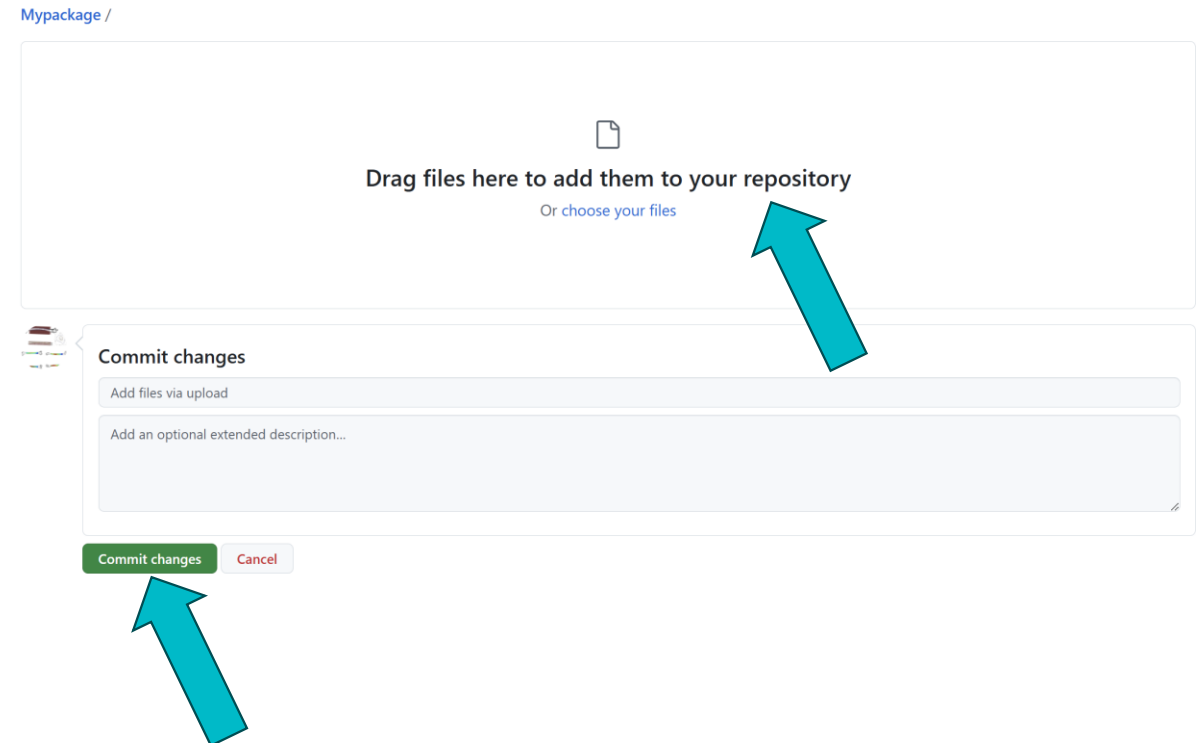 Mypackage /
Drag files here to add them to your repository
Or choose your files
Commit changes
Add files via upload
Add an optional extended description...
Commit changes
Cancel